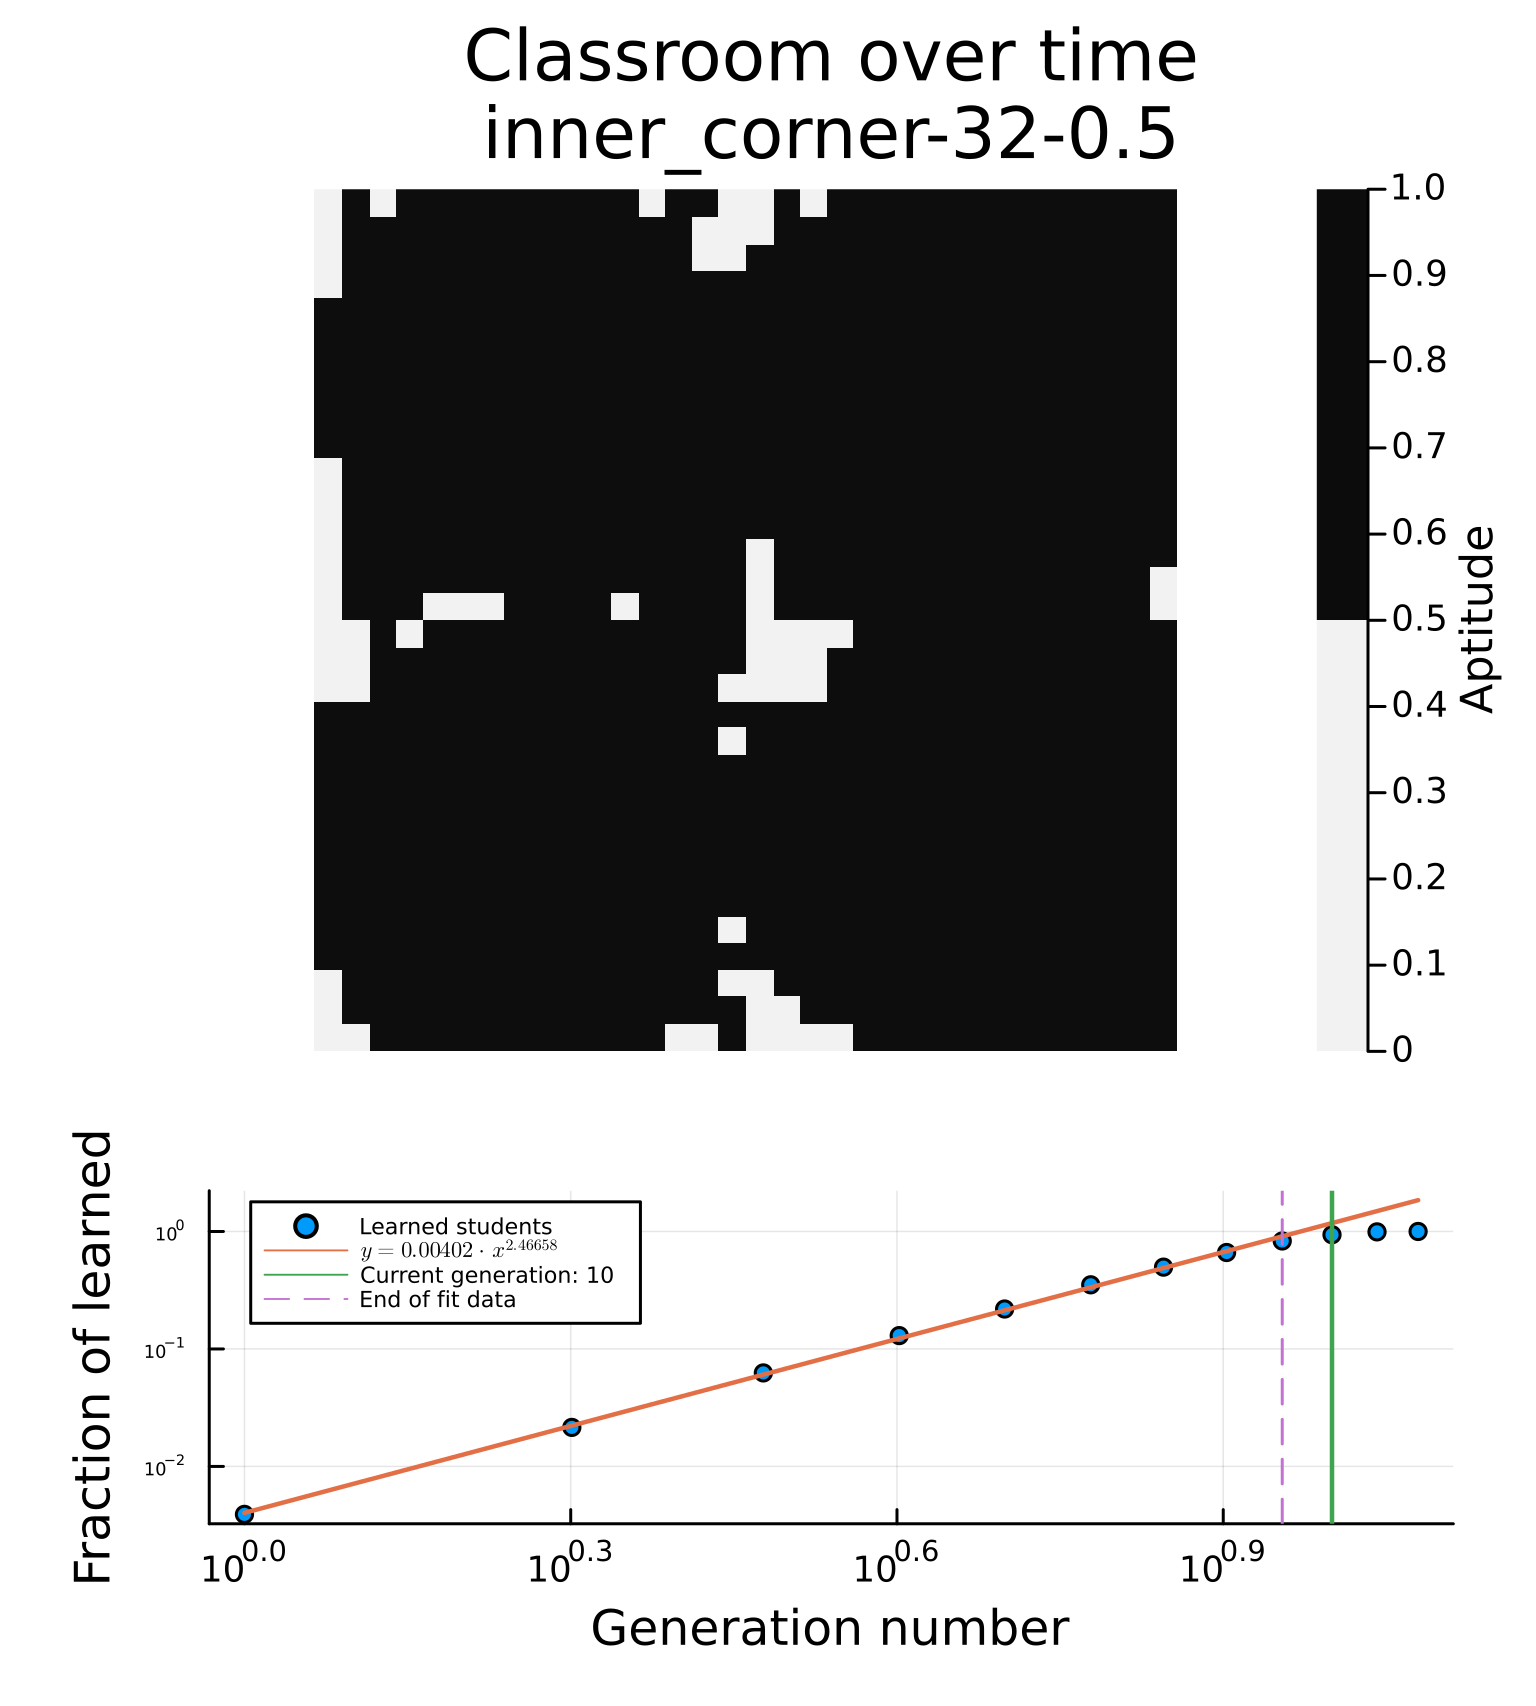 Classroom over time
inner_corner-32-0.5
1.0
0.9
0.8
0.7
0.6
0.5
0.4
0.3
0.2
0.1
0
Aptitude
Fraction of learned
10⁰
10⁻¹
10⁻²
Learned students
y = 0.00402 · x^2.46658
Current generation: 10
End of fit data
10^0.0
10^0.3
10^0.6
10^0.9
Generation number